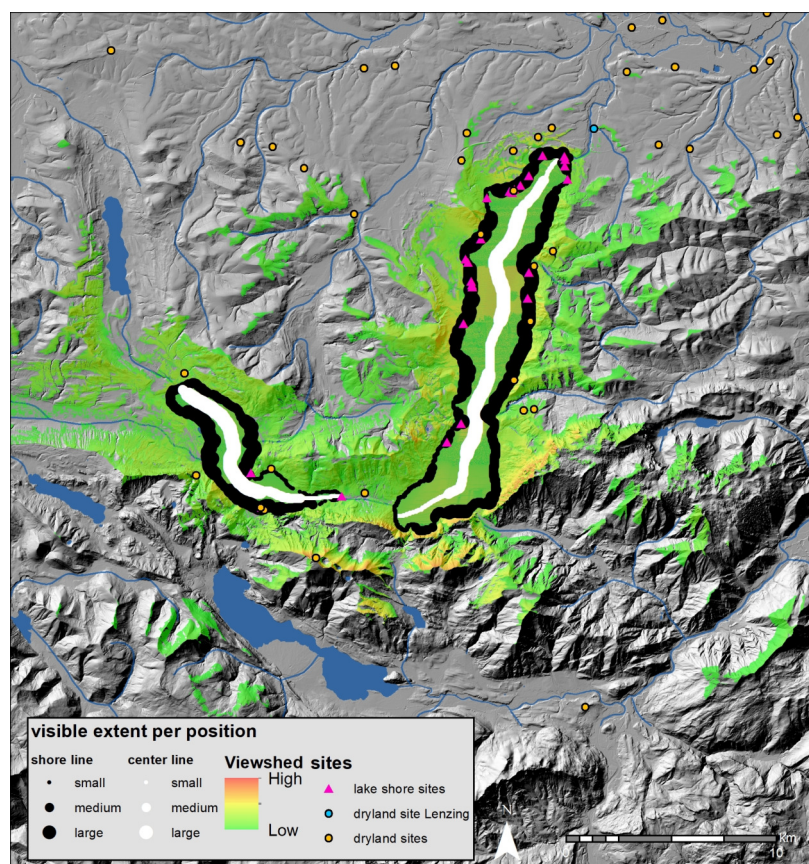 visible extent per position
shore line center line Viewshed sites
small small High lake shore sites
medium medium dryland site Lenzing
large large Low dryland sites
N
km
10